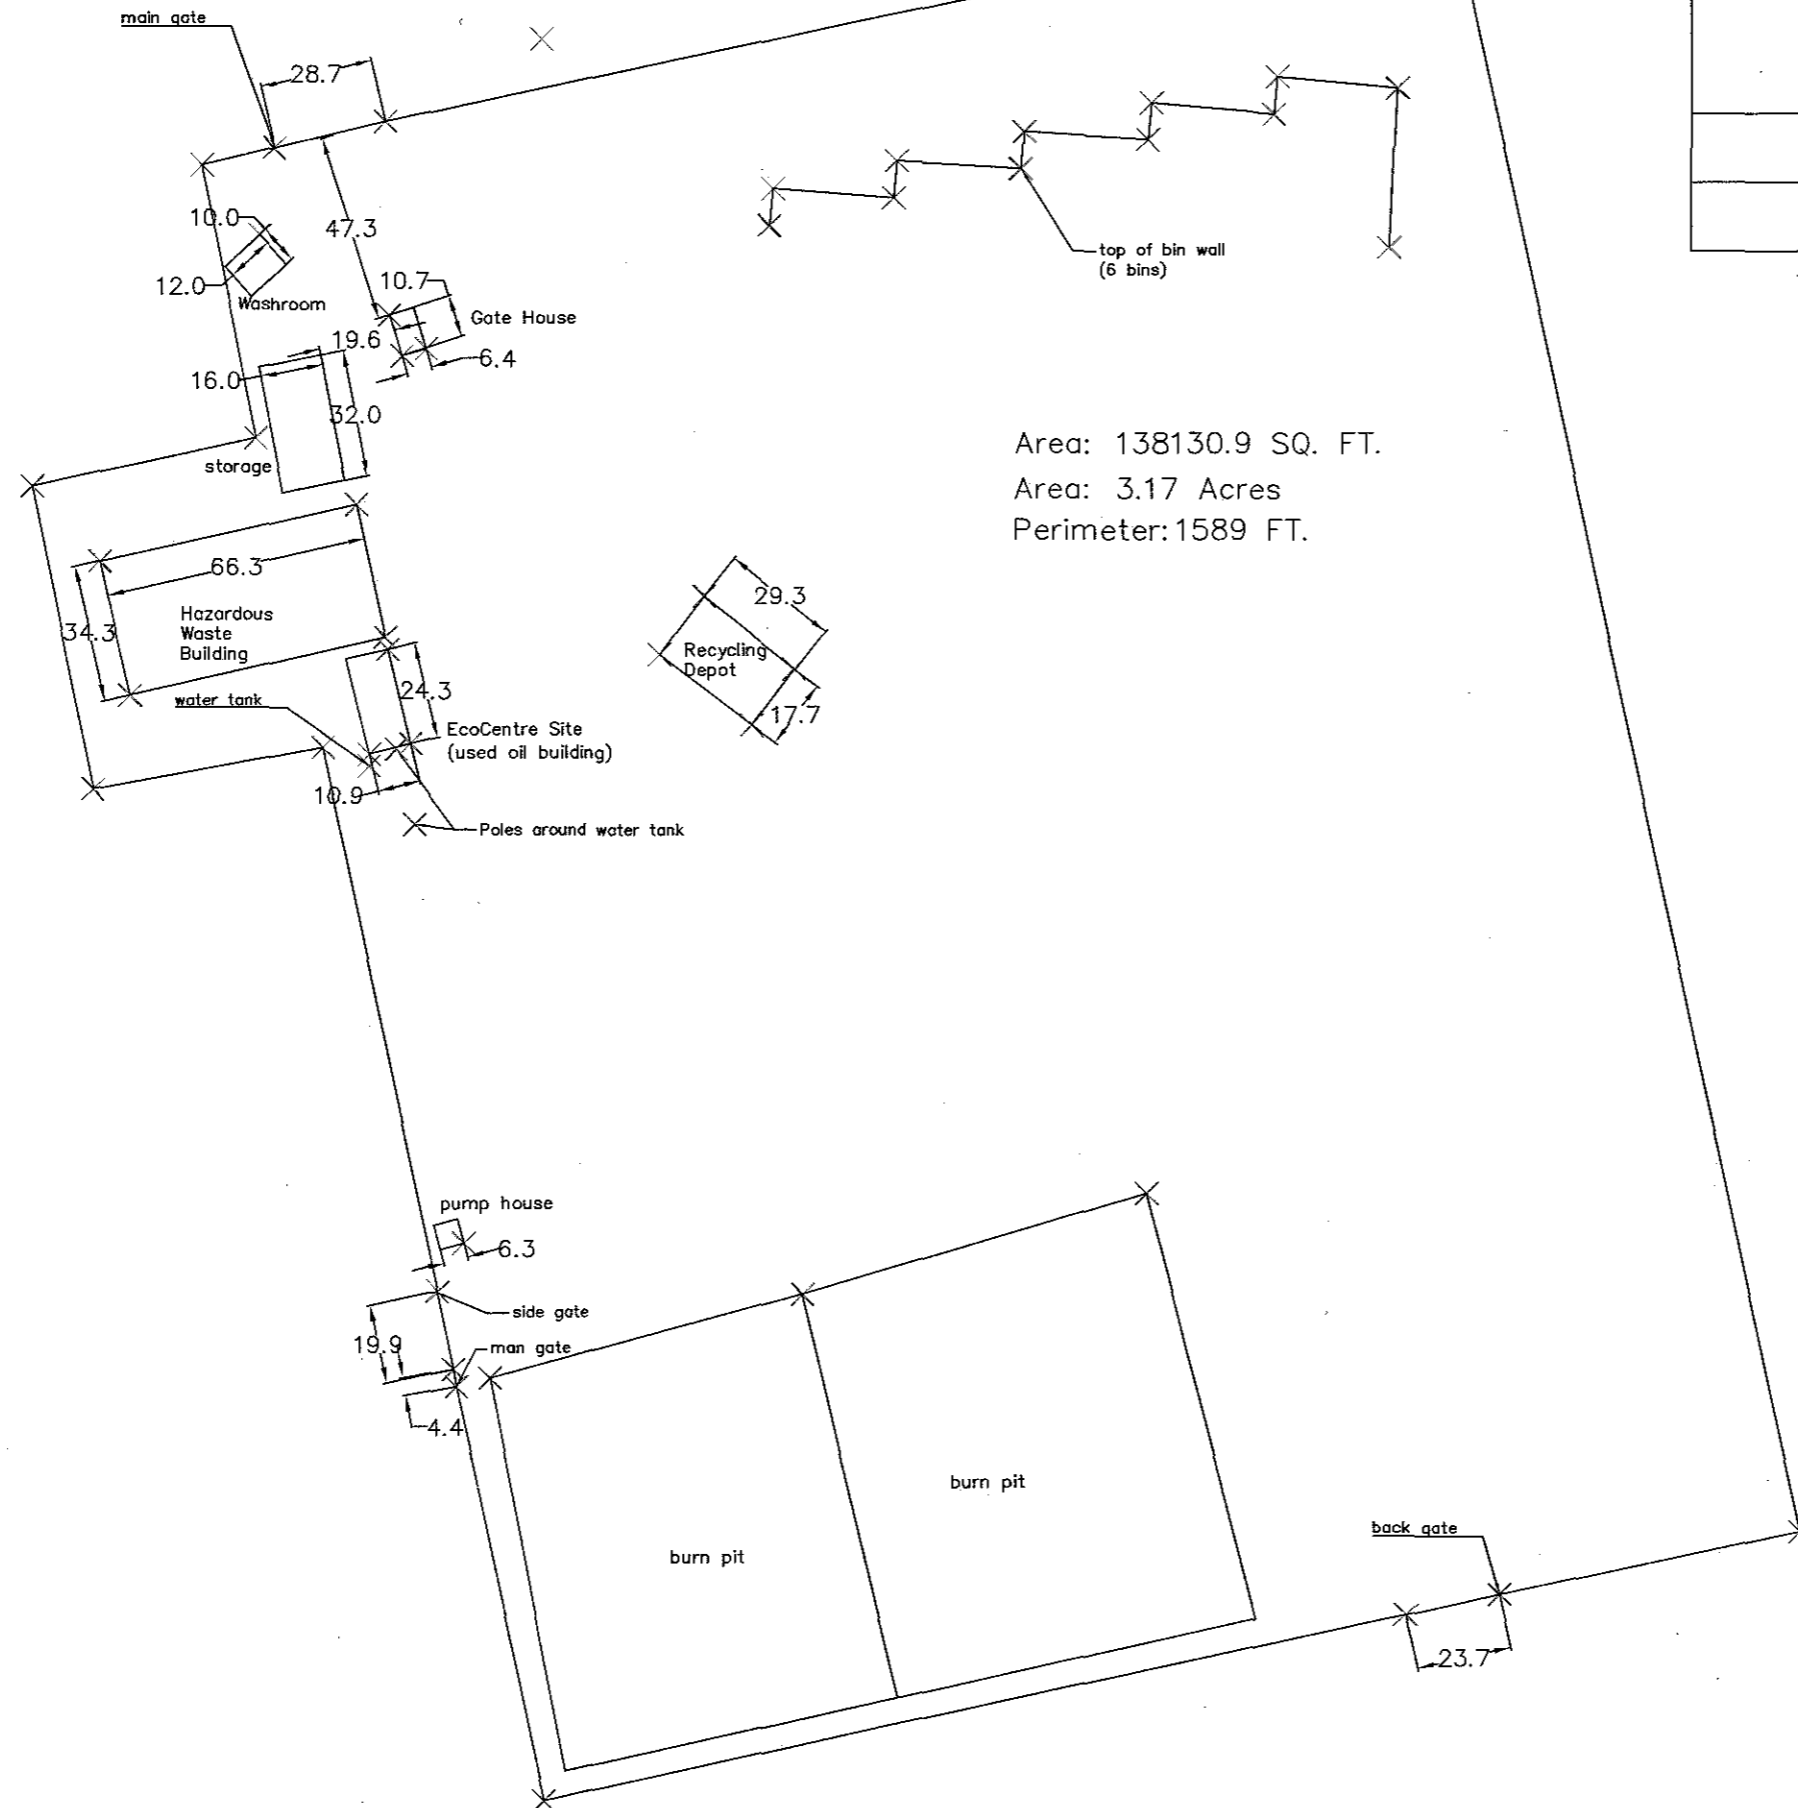 main gate
28.7
10.0
47.3
12.0
Washroom
10.7
Gate House
19.6
6.4
16.0
32.0
storage
top of bin wall
(6 bins)
Area: 138130.9 SQ. FT.
Area: 3.17 Acres
Perimeter: 1589 FT.
66.3
34.3
Hazardous
Waste
Building
29.3
Recycling
Depot
17.7
water tank
24.3
EcoCentre Site
(used oil building)
10.9
Poles around water tank
pump house
6.3
side gate
19.9
man gate
4.4
burn pit
burn pit
back gate
23.7